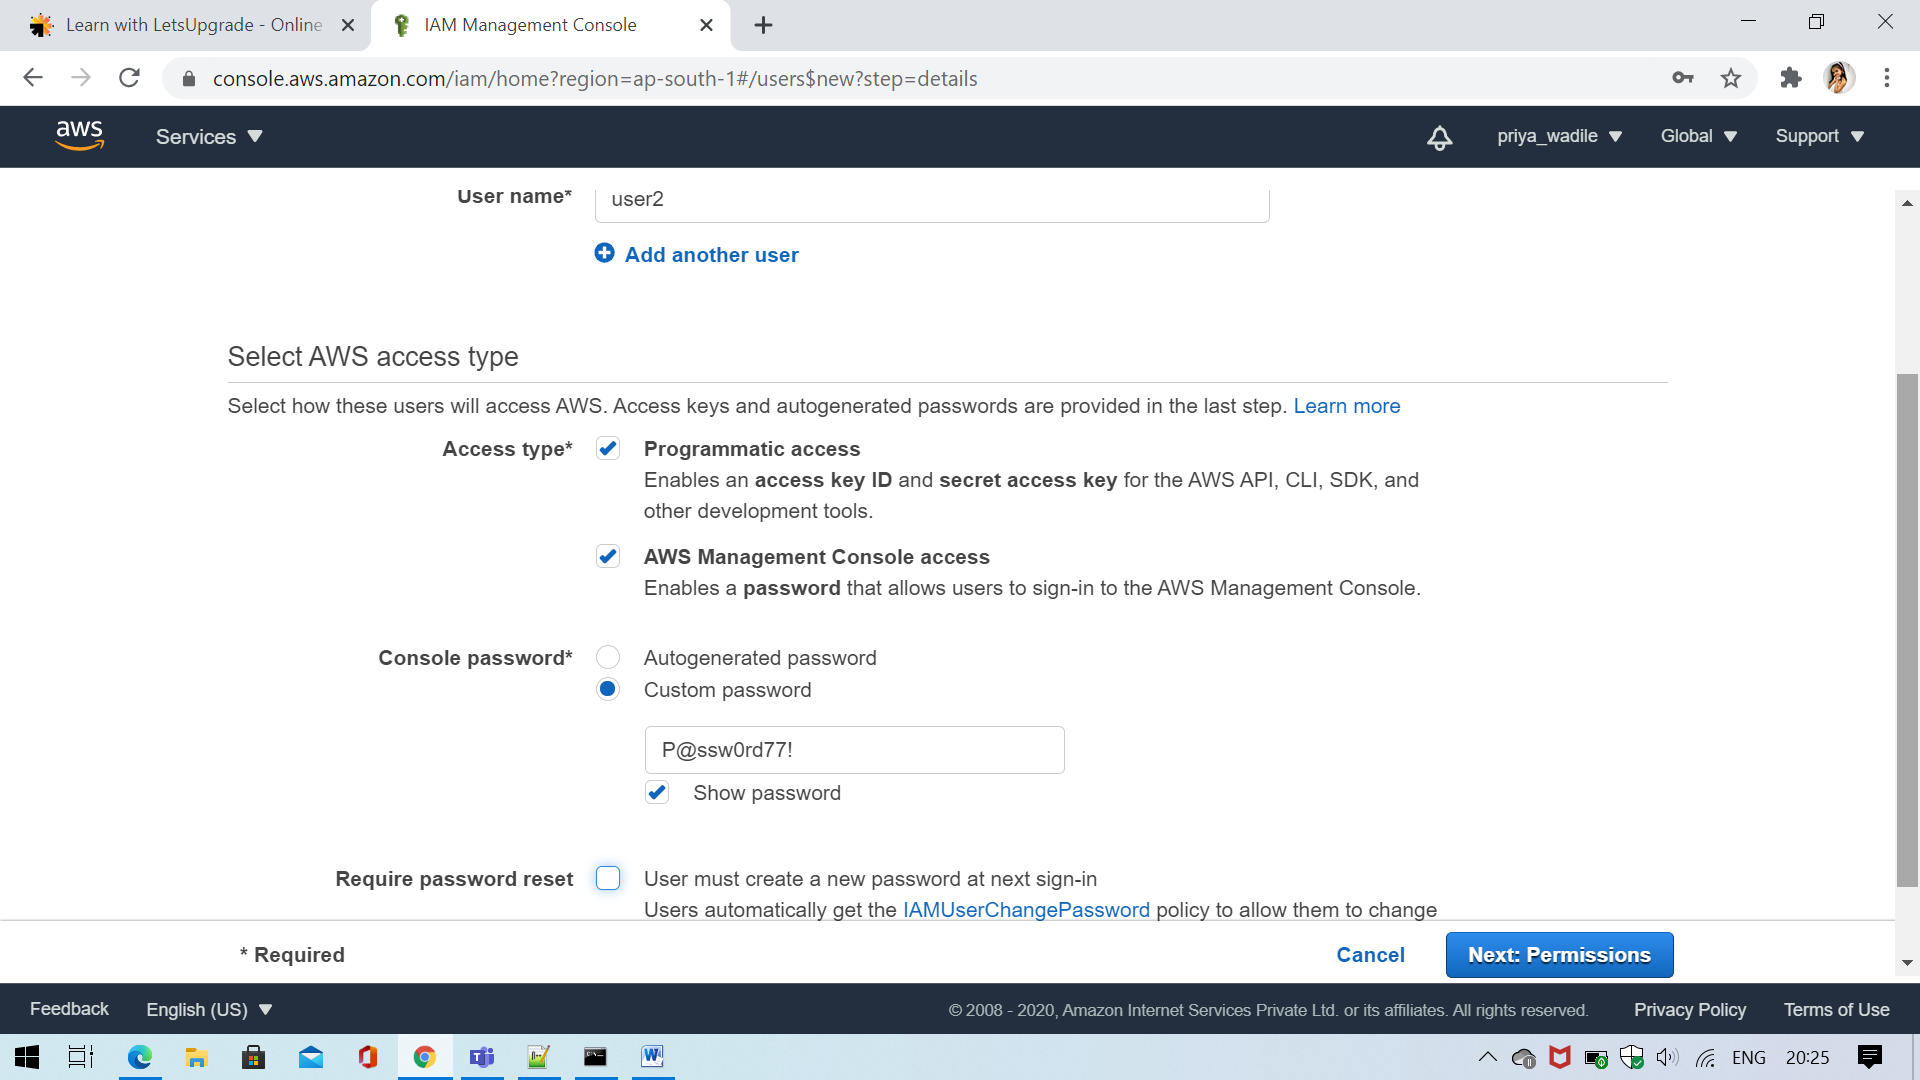 Learn with LetsUpgrade - Online
IAM Management Console
console.aws.amazon.com/iam/home?region=ap-south-1#/users$new?step=details
aws
Services
priya_wadile
Global
Support
User name*
user2
Add another user
Select AWS access type
Select how these users will access AWS. Access keys and autogenerated passwords are provided in the last step. Learn more
Access type*
Programmatic access
Enables an access key ID and secret access key for the AWS API, CLI, SDK, and
other development tools.
AWS Management Console access
Enables a password that allows users to sign-in to the AWS Management Console.
Console password*
Autogenerated password
Custom password
P@ssw0rd77!
Show password
Require password reset
User must create a new password at next sign-in
Users automatically get the IAMUserChangePassword policy to allow them to change
* Required
Cancel
Next: Permissions
Feedback
English (US)
© 2008 - 2020, Amazon Internet Services Private Ltd. or its affiliates. All rights reserved.
Privacy Policy
Terms of Use
ENG
20:25